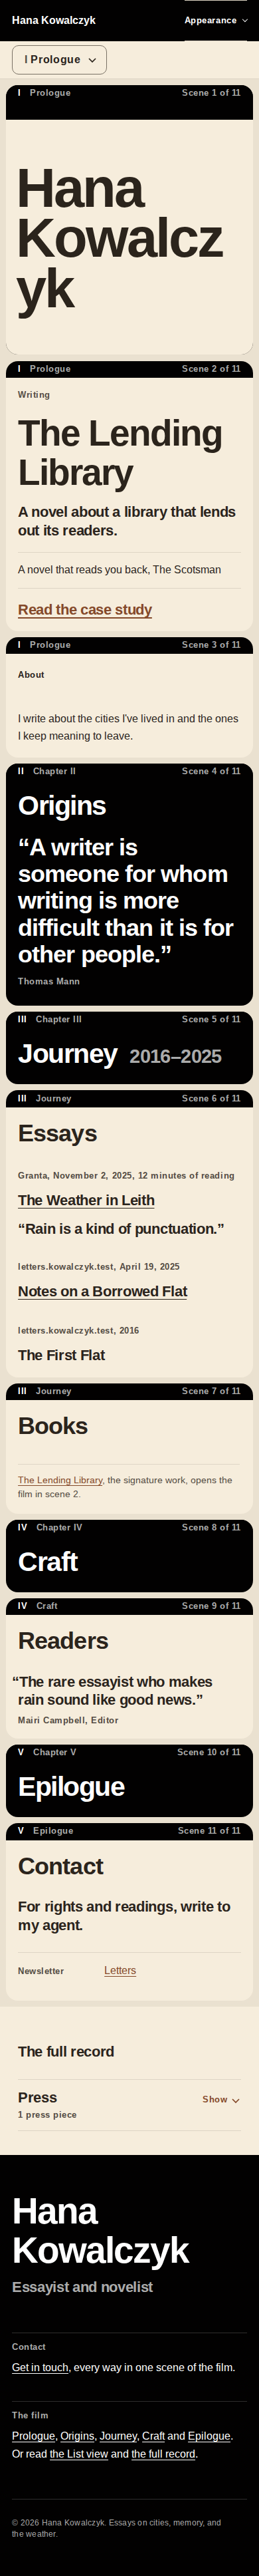 Hana Kowalczyk
Appearance
I Prologue
I Prologue Scene 1 of 11
Hana
Kowalcz
yk
I Prologue Scene 2 of 11
Writing
The Lending
Library
A novel about a library that lends
out its readers.
A novel that reads you back, The Scotsman
Read the case study
I Prologue Scene 3 of 11
About
I write about the cities I've lived in and the ones
I keep meaning to leave.
II Chapter II Scene 4 of 11
Origins
“A writer is
someone for whom
writing is more
difficult than it is for
other people.”
Thomas Mann
III Chapter III Scene 5 of 11
Journey 2016–2025
III Journey Scene 6 of 11
Essays
Granta, November 2, 2025, 12 minutes of reading
The Weather in Leith
“Rain is a kind of punctuation.”
letters.kowalczyk.test, April 19, 2025
Notes on a Borrowed Flat
letters.kowalczyk.test, 2016
The First Flat
III Journey Scene 7 of 11
Books
The Lending Library, the signature work, opens the
film in scene 2.
IV Chapter IV Scene 8 of 11
Craft
IV Craft Scene 9 of 11
Readers
“The rare essayist who makes
rain sound like good news.”
Mairi Campbell, Editor
V Chapter V Scene 10 of 11
Epilogue
V Epilogue Scene 11 of 11
Contact
For rights and readings, write to
my agent.
Newsletter Letters
The full record
Press
1 press piece
Show
Hana
Kowalczyk
Essayist and novelist
Contact
Get in touch, every way in one scene of the film.
The film
Prologue, Origins, Journey, Craft and Epilogue.
Or read the List view and the full record.
© 2026 Hana Kowalczyk. Essays on cities, memory, and
the weather.